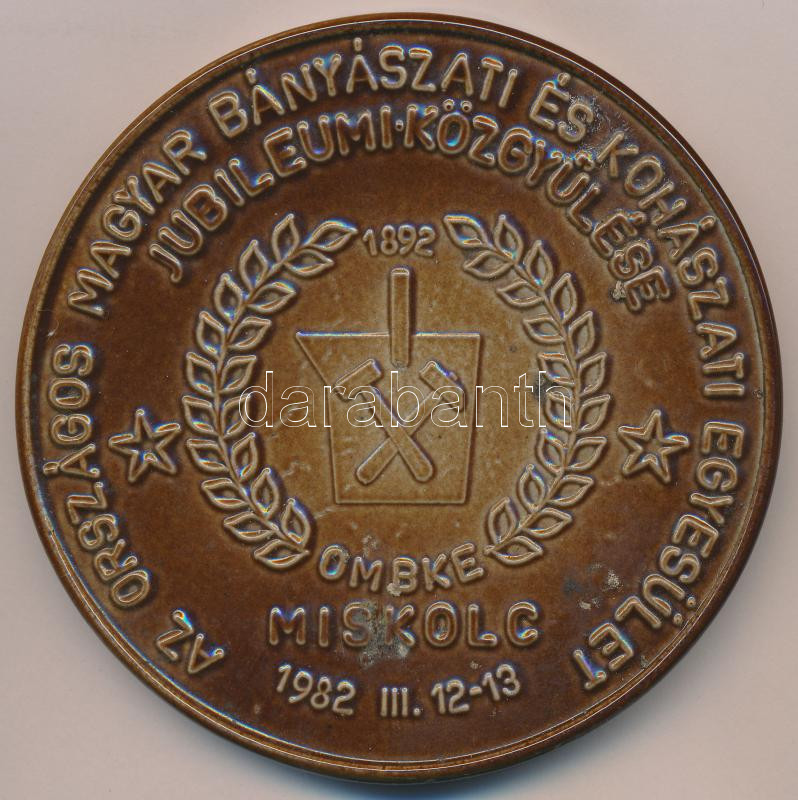 AZ ORSZÁGOS MAGYAR BÁNYÁSZATI ÉS KOHÁSZATI EGYESÜLET
JUBILEUMI·KÖZGYŰLÉSE
1892
darabanth
OMBKE
MISKOLC
1982 III. 12-13